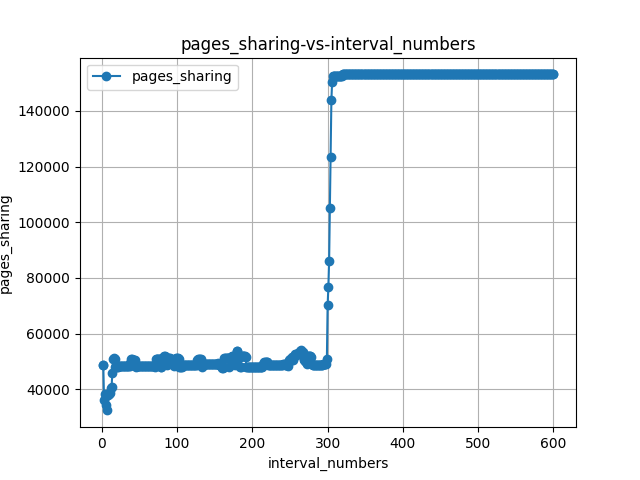 pages_sharing-vs-interval_numbers
pages_sharing
140000
120000
100000
80000
60000
40000
pages_sharing
0 100 200 300 400 500 600
interval_numbers